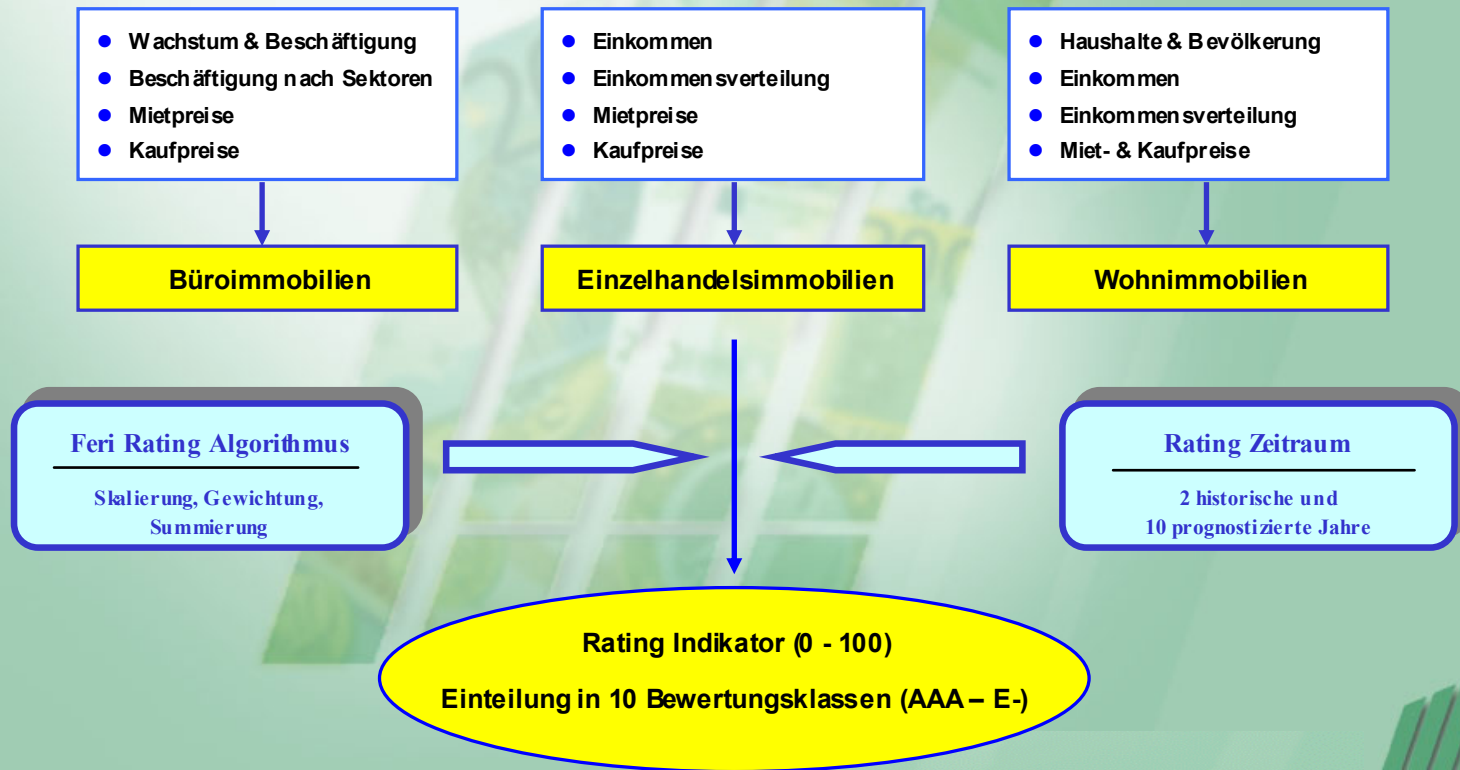 Wachstum & Beschäftigung
Beschäftigung nach Sektoren
Mietpreise
Kaufpreise
Einkommen
Einkommensverteilung
Mietpreise
Kaufpreise
Haushalte & Bevölkerung
Einkommen
Einkommensverteilung
Miet- & Kaufpreise
Büroimmobilien
Einzelhandelsimmobilien
Wohnimmobilien
Feri Rating Algorithmus
Skalierung, Gewichtung,
Summierung
Rating Zeitraum
2 historische und
10 prognostizierte Jahre
Rating Indikator (0 - 100)
Einteilung in 10 Bewertungsklassen (AAA – E-)